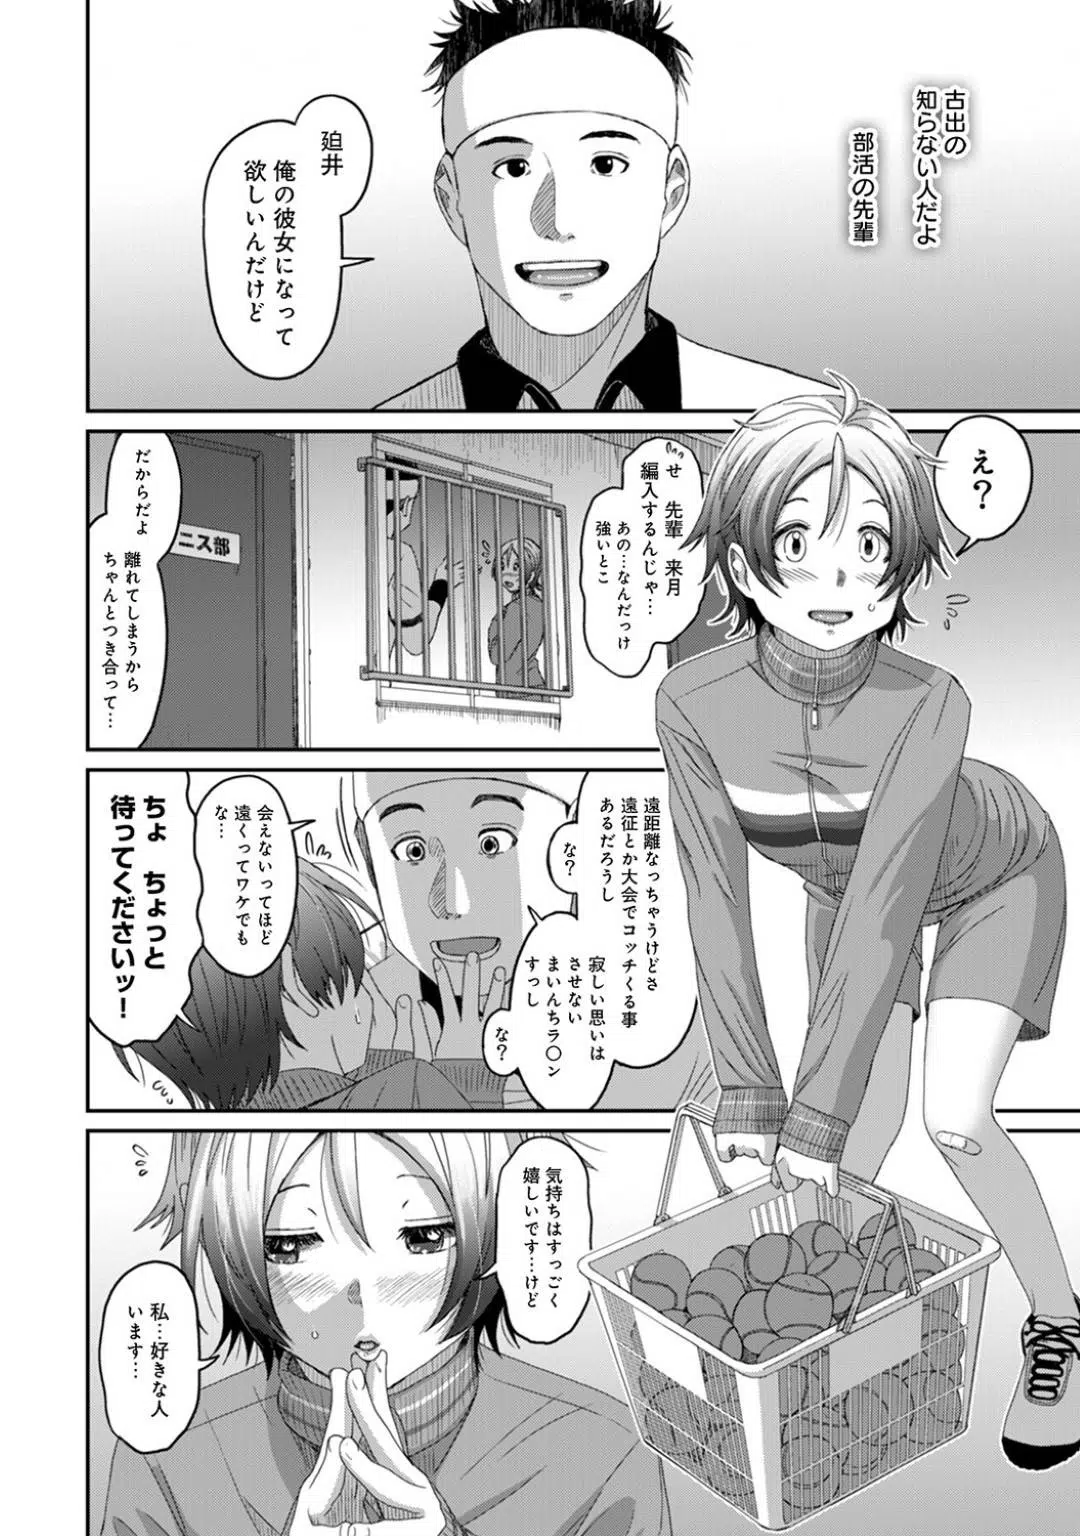 古出の
知らない人だよ
部活の先輩
廹井
俺の彼女になって
欲しいんだけど
え?
せ 先輩 来月
編入するんじゃ…
あの…なんだっけ
強いとこ
ニス部
だからだよ
離れてしまうから
ちゃんとつき合って…
遠距離なっちゃうけどさ
遠征とか大会でコッチくる事
あるだろうし
な?
寂しい思いは
させない
まいんちラ〇ン
すっし
な?
会えないってほど
遠くってワケでも
な…
ちょ ちょっと
待ってくださいッ!
気持ちはすっごく
嬉しいです…けど
私…好きな人
います…